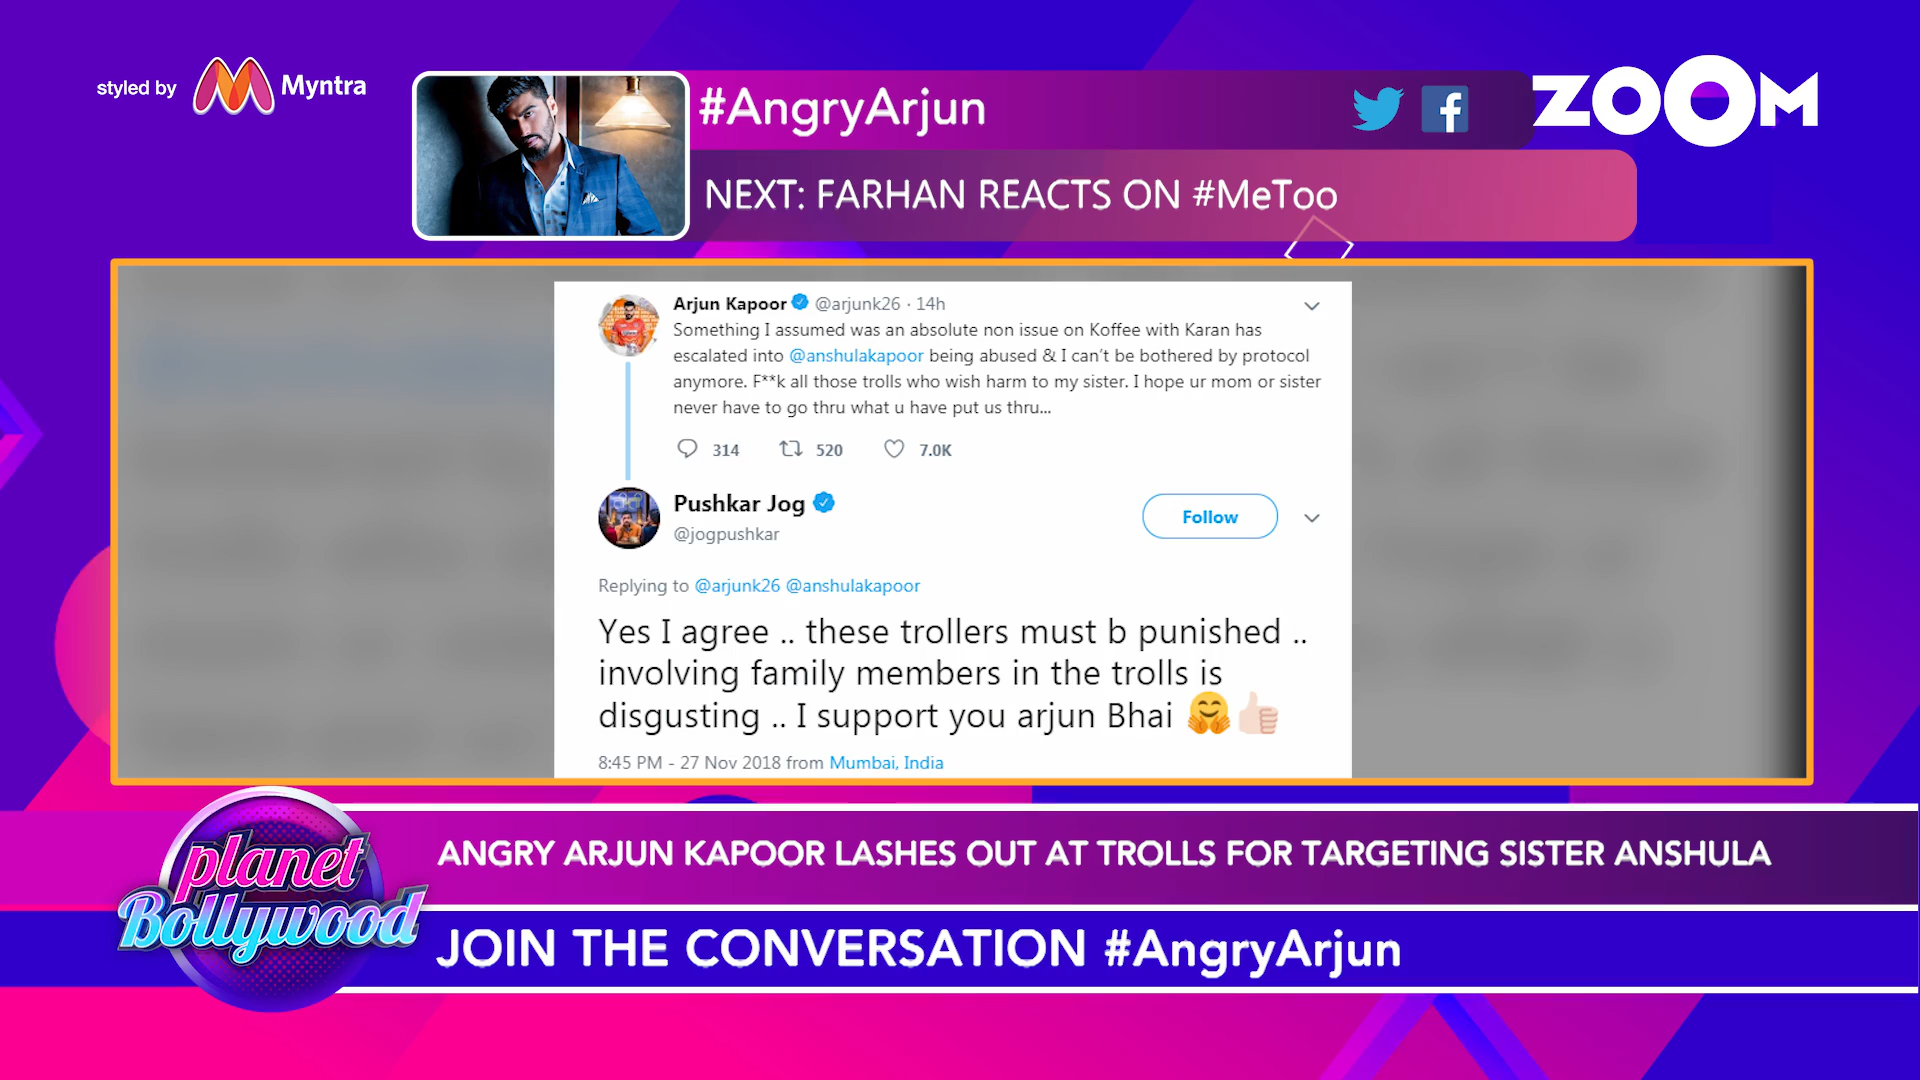 styled by Myntra
#AngryArjun
ZOOM
NEXT: FARHAN REACTS ON #MeToo
Arjun Kapoor @arjunk26 · 14h
Something I assumed was an absolute non issue on Koffee with Karan has
escalated into @anshulakapoor being abused & I can't be bothered by protocol
anymore. F**k all those trolls who wish harm to my sister. I hope ur mom or sister
never have to go thru what u have put us thru...
314 520 7.0K
Pushkar Jog
Follow
@jogpushkar
Replying to @arjunk26 @anshulakapoor
Yes I agree .. these trollers must b punished ..
involving family members in the trolls is
disgusting .. I support you arjun Bhai 🤗👍🏻
8:45 PM - 27 Nov 2018 from Mumbai, India
planet
Bollywood
ANGRY ARJUN KAPOOR LASHES OUT AT TROLLS FOR TARGETING SISTER ANSHULA
JOIN THE CONVERSATION #AngryArjun